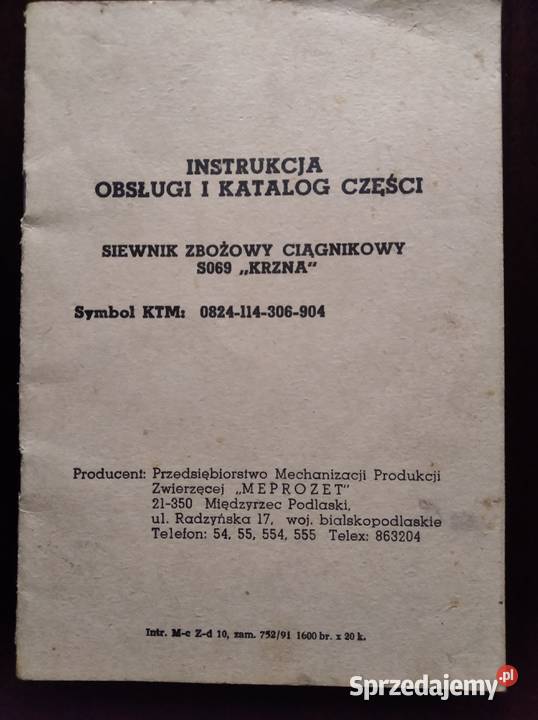 INSTRUKCJA
OBSŁUGI I KATALOG CZĘŚCI
SIEWNIK ZBOŻOWY CIĄGNIKOWY
S069 „KRZNA"
Symbol KTM: 0824-114-306-904
Producent: Przedsiębiorstwo Mechanizacji Produkcji
Zwierzęcej „MEPROZET"
21-350 Międzyrzec Podlaski,
ul. Radzyńska 17, woj. bialskopodlaskie
Telefon: 54, 55, 554, 555 Telex: 863204
Intr. M-c Z-d 10, zam. 752/91 1600 br. x 20 k.
Sprzedajemy.pl